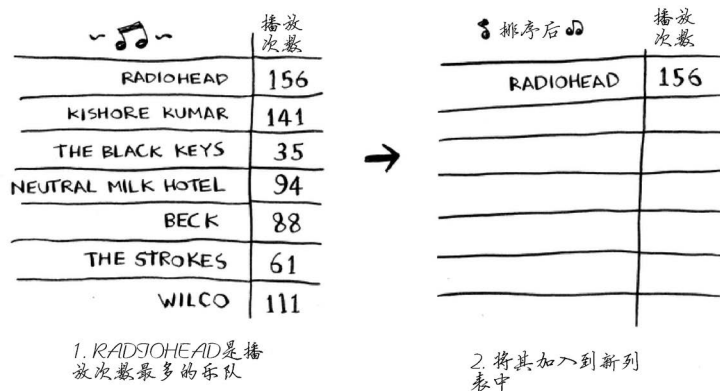 播放
次数
RADIOHEAD 156
KISHORE KUMAR 141
THE BLACK KEYS 35
NEUTRAL MILK HOTEL 94
BECK 88
THE STROKES 61
WILCO 111
1. RADIOHEAD是播
放次数最多的乐队
排序后
播放
次数
RADIOHEAD 156
2. 将其加入到新列
表中